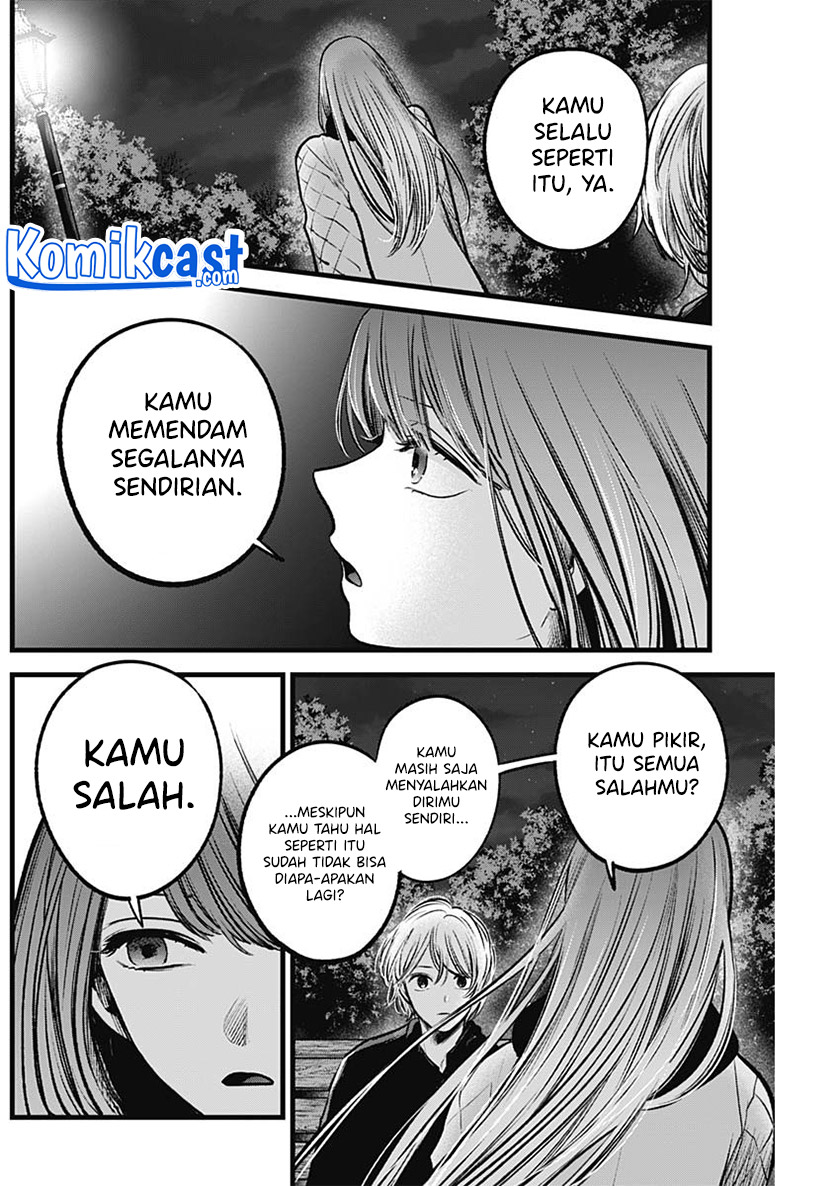 KAMU
SELALU
SEPERTI
ITU, YA.
Komikcast
.com
KAMU
MEMENDAM
SEGALANYA
SENDIRIAN.
KAMU PIKIR,
ITU SEMUA
SALAHMU?
KAMU
MASIH SAJA
MENYALAHKAN
DIRIMU
SENDIRI...
...MESKIPUN
KAMU TAHU HAL
SEPERTI ITU
SUDAH TIDAK BISA
DIAPA-APAKAN
LAGI?
KAMU
SALAH.